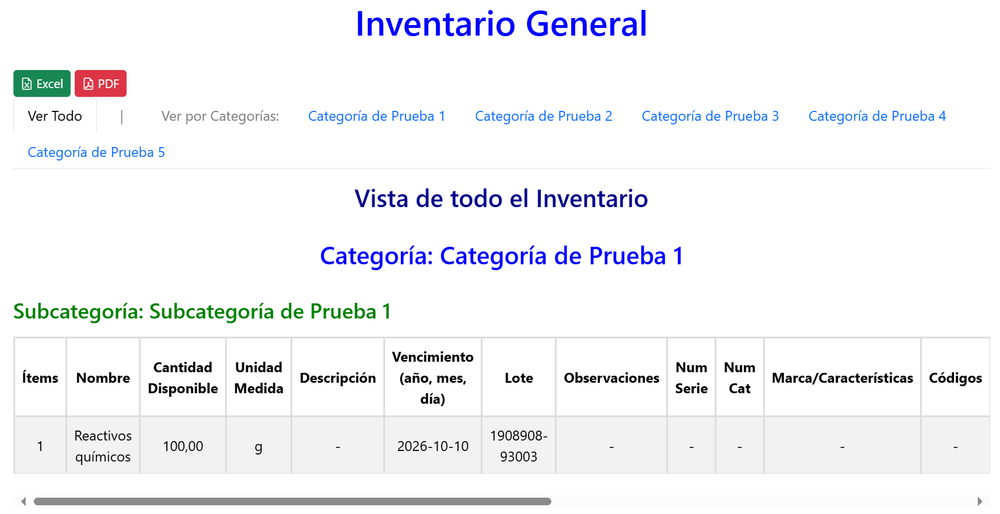 Inventario General
Excel PDF
Ver Todo | Ver por Categorías: Categoría de Prueba 1 Categoría de Prueba 2 Categoría de Prueba 3 Categoría de Prueba 4
Categoría de Prueba 5
Vista de todo el Inventario
Categoría: Categoría de Prueba 1
Subcategoría: Subcategoría de Prueba 1
Ítems Nombre Cantidad Disponible Unidad Medida Descripción Vencimiento (año, mes, día) Lote Observaciones Num Serie Num Cat Marca/Características Códigos
1 Reactivos químicos 100,00 g - 2026-10-10 1908908-93003 - - - - -